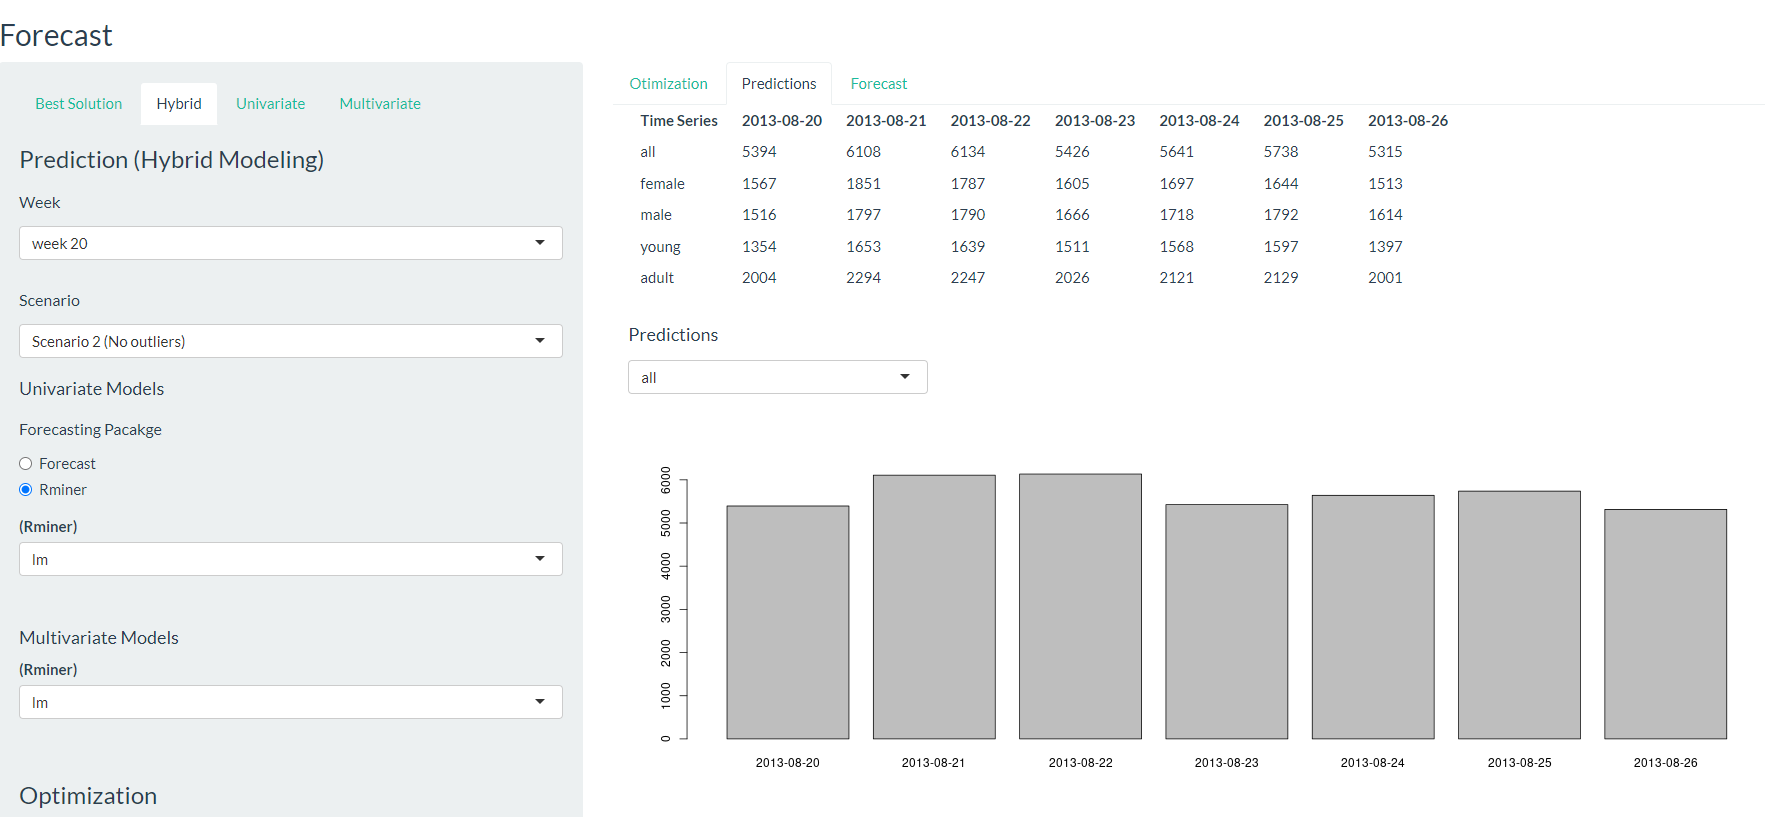 Forecast
Best Solution Hybrid Univariate Multivariate
Prediction (Hybrid Modeling)
Week
week 20
Scenario
Scenario 2 (No outliers)
Univariate Models
Forecasting Pacakge
Forecast
Rminer
(Rminer)
lm
Multivariate Models
(Rminer)
lm
Optimization
Otimization Predictions Forecast
Time Series 2013-08-20 2013-08-21 2013-08-22 2013-08-23 2013-08-24 2013-08-25 2013-08-26
all 5394 6108 6134 5426 5641 5738 5315
female 1567 1851 1787 1605 1697 1644 1513
male 1516 1797 1790 1666 1718 1792 1614
young 1354 1653 1639 1511 1568 1597 1397
adult 2004 2294 2247 2026 2121 2129 2001
Predictions
all
6000
5000
4000
3000
2000
1000
0
2013-08-20 2013-08-21 2013-08-22 2013-08-23 2013-08-24 2013-08-25 2013-08-26